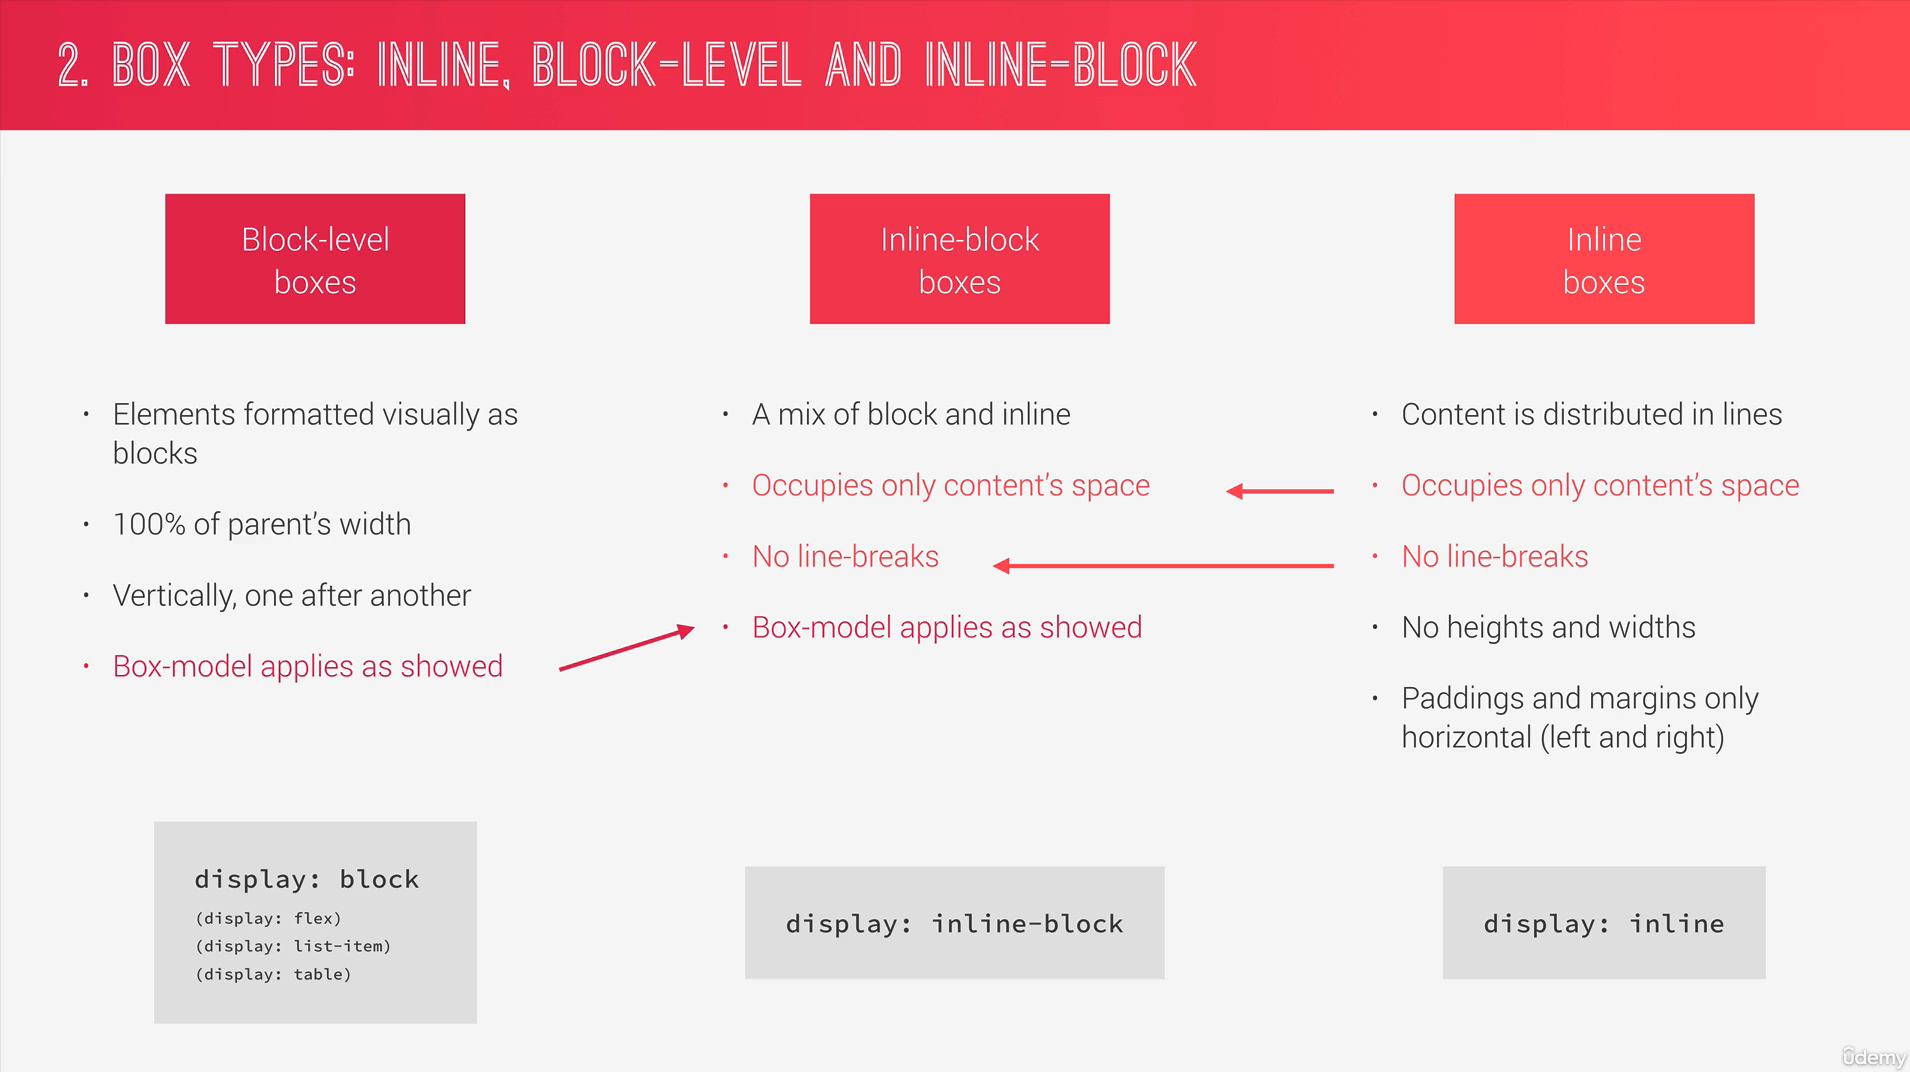 2. BOX TYPES: INLINE, BLOCK-LEVEL AND INLINE-BLOCK
Block-level
boxes
• Elements formatted visually as
blocks
• 100% of parent’s width
• Vertically, one after another
• Box-model applies as showed
display: block
(display: flex)
(display: list-item)
(display: table)
Inline-block
boxes
• A mix of block and inline
• Occupies only content’s space
• No line-breaks
• Box-model applies as showed
display: inline-block
Inline
boxes
• Content is distributed in lines
• Occupies only content’s space
• No line-breaks
• No heights and widths
• Paddings and margins only
horizontal (left and right)
display: inline
udemy